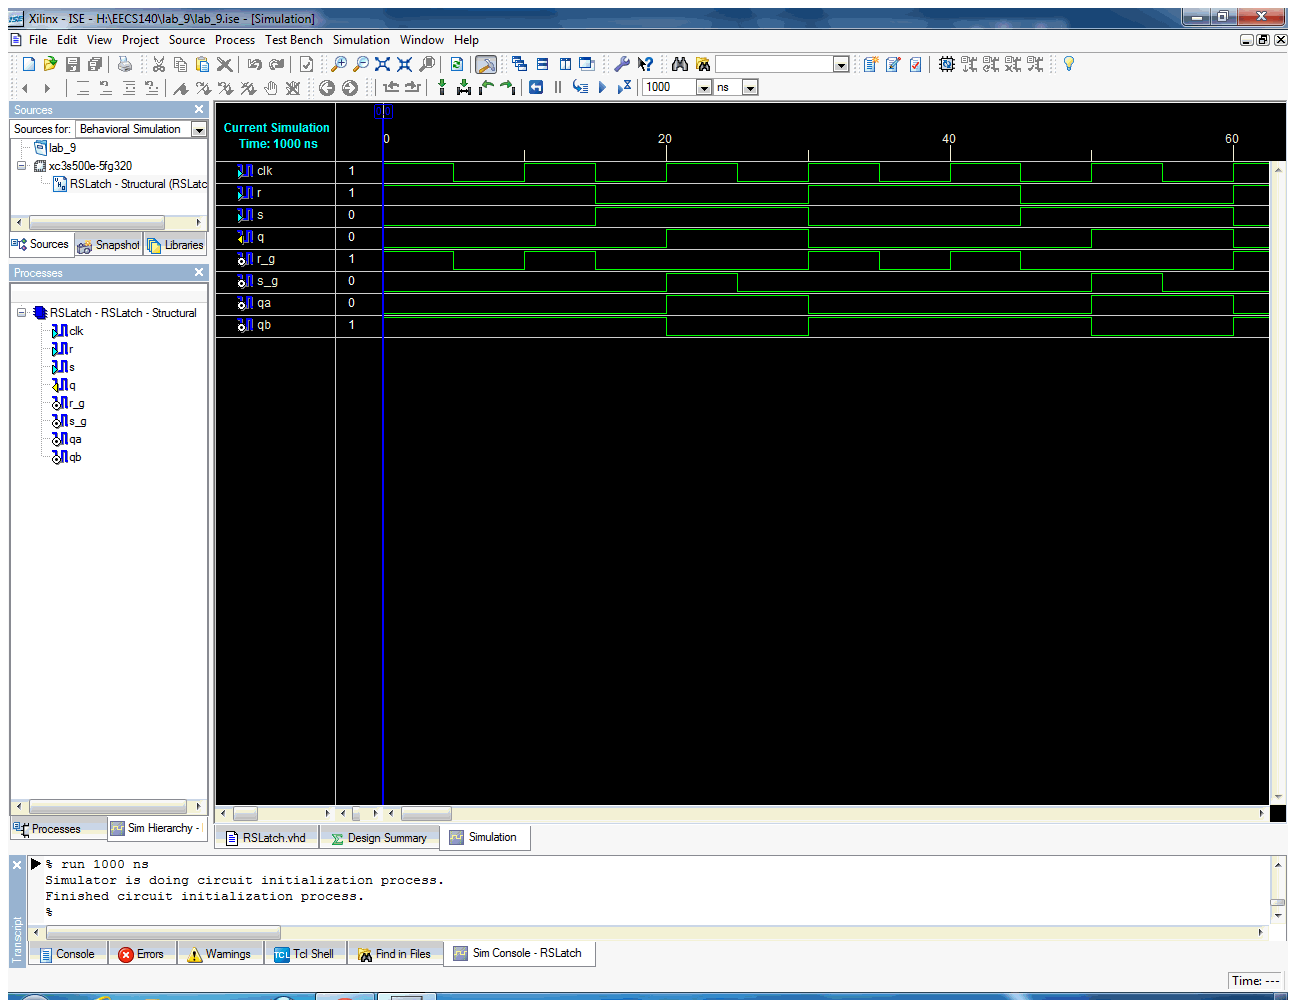 Xilinx - ISE - H:\EECS140\lab_9\lab_9.ise - [Simulation]
File Edit View Project Source Process Test Bench Simulation Window Help
1000 ns
Sources
Sources for: Behavioral Simulation
lab_9
xc3s500e-5fg320
RSLatch - Structural (RSLatc
Sources Snapshot Libraries
Processes
RSLatch - RSLatch - Structural
clk
r
s
q
r_g
s_g
qa
qb
Processes Sim Hierarchy -
Current Simulation
Time: 1000 ns
0 20 40 60
clk 1
r 1
s 0
q 0
r_g 1
s_g 0
qa 0
qb 1
RSLatch.vhd Design Summary Simulation
% run 1000 ns
Simulator is doing circuit initialization process.
Finished circuit initialization process.
%
Transcript
Console Errors Warnings TCL Tcl Shell Find in Files Sim Console - RSLatch
Time: ---